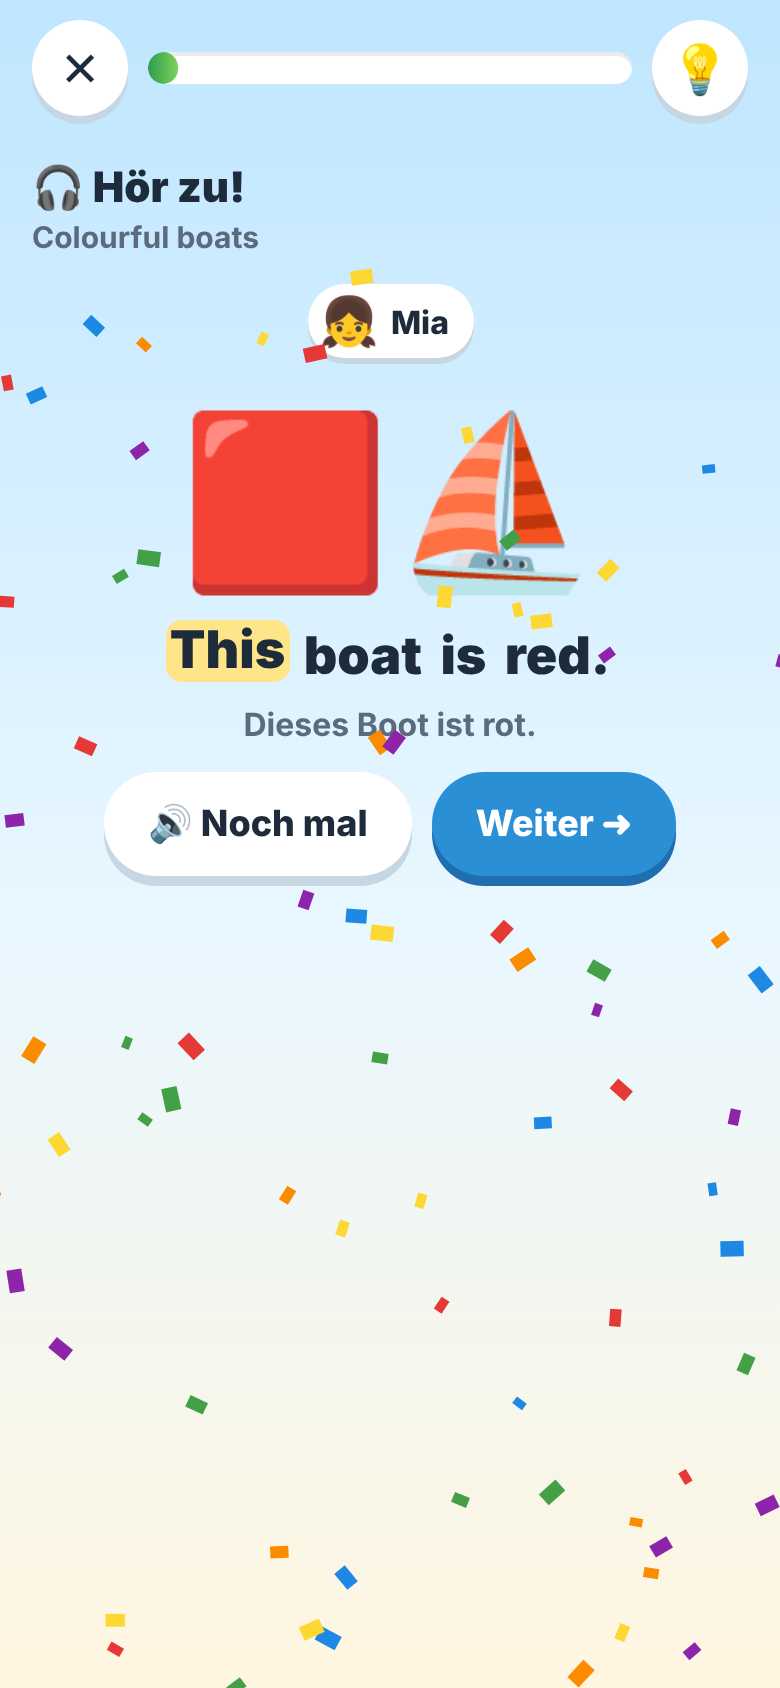 Hör zu!
Colourful boats
Mia
This boat is red.
Dieses Boot ist rot.
Noch mal
Weiter ➜